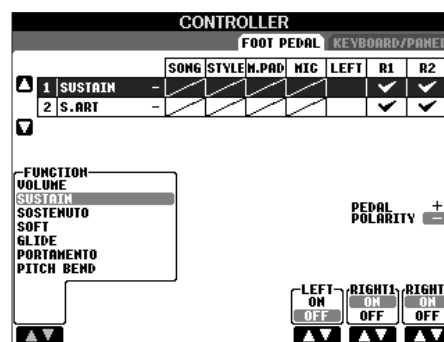 CONTROLLER
FOOT PEDAL KEYBOARD/PANEL
SONG STYLE M.PAD MIC LEFT R1 R2
1 SUSTAIN –
2 S.ART –
FUNCTION
VOLUME
SUSTAIN
SOSTENUTO
SOFT
GLIDE
PORTAMENTO
PITCH BEND
PEDAL POLARITY + –
LEFT RIGHT1 RIGHT
ON ON ON
OFF OFF OFF